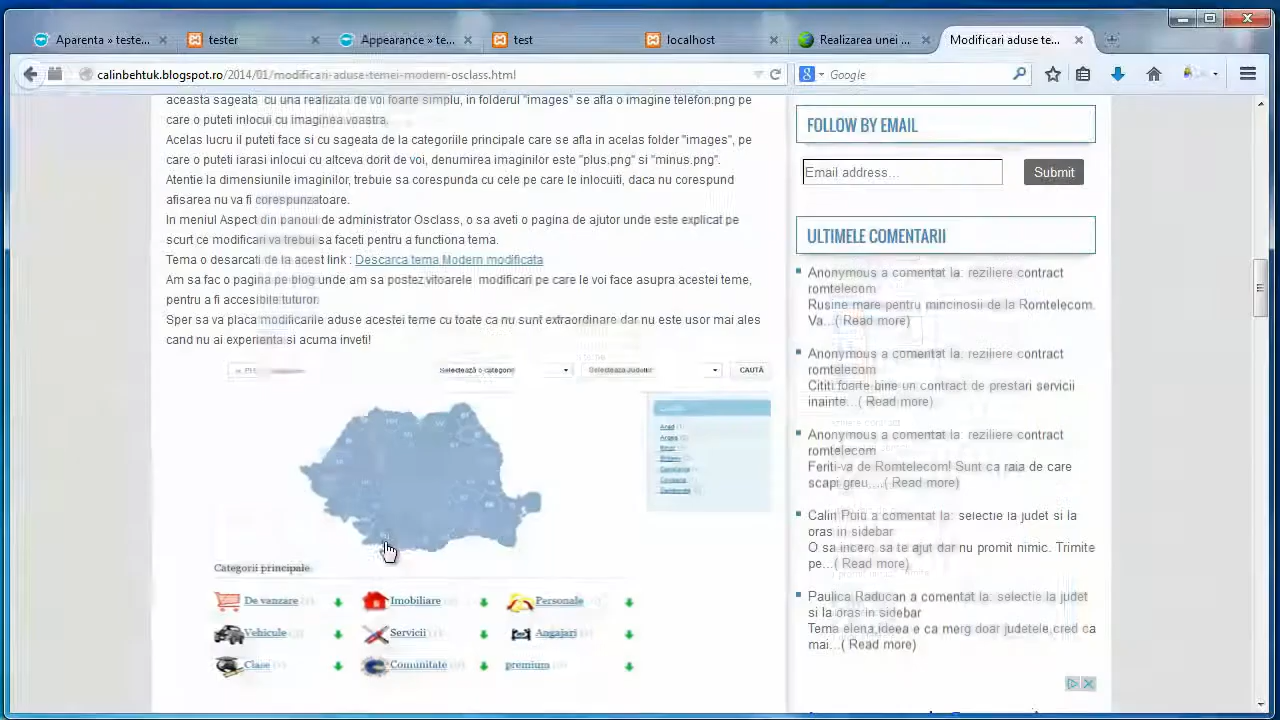 Aparenta » teste...
tester
Appearance » te...
test
localhost
Realizarea unei ...
Modificari aduse te...
calinbehtuk.blogspot.ro/2014/01/modificari-aduse-temei-modern-osclass.html
Google
aceasta sageata cu una realizata de voi foarte simplu, in folderul "images" se afla o imagine telefon.png pe
care o puteti inlocui cu imaginea voastra.
Acelas lucru il puteti face si cu sageata de la categoriile principale care se afla in acelas folder "images", pe
care o puteti iarasi inlocui cu altceva dorit de voi, denumirea imaginilor este "plus.png" si "minus.png".
Atentie la dimensiunile imaginilor trebuie sa corespunda cu cele pe care le inlocuiti, daca nu corespund
afisarea nu va fi corespunzatoare.
In meniul Aspect din panoul de administrator Osclass, o sa aveti o pagina de ajutor unde este explicat pe
scurt ce modificari va trebui sa faceti pentru a functiona tema.
Tema o desarcati de la acest link : Descarca tema Modern modificata
Am sa fac o pagina pe blog unde am sa postez viitoarele modificari pe care le voi face asupra acestei teme,
pentru a fi accesibile tuturor.
Sper sa va placa modificarile aduse acestei teme cu toate ca nu sunt extraordinare dar nu este usor mai ales
cand nu ai experienta si acuma inveti!
Selectează o categorie
Selectează Județul
CAUTĂ
Arad
Arges
Categorii principale
De vanzare
Imobiliare
Personale
Vehicule
Servicii
Angajari
Clase
Comunitate
premium
FOLLOW BY EMAIL
Email address...
Submit
ULTIMELE COMENTARII
Anonymous a comentat la: reziliere contract
romtelecom
Rusine mare pentru mincinosii de la Romtelecom.
Va...( Read more)
Anonymous a comentat la: reziliere contract
romtelecom
Cititi foarte bine un contract de prestari servicii
inainte...( Read more)
Anonymous a comentat la: reziliere contract
romtelecom
Feriti-va de Romtelecom! Sunt ca raia de care
scapi greu,...( Read more)
Calin Puiu a comentat la: selectie la judet si la
oras in sidebar
O sa incerc sa te ajut dar nu promit nimic. Trimite
pe...( Read more)
Paulica Raducan a comentat la: selectie la judet
si la oras in sidebar
Tema elena,ideea e ca merg doar judetele,cred ca
mai...( Read more)